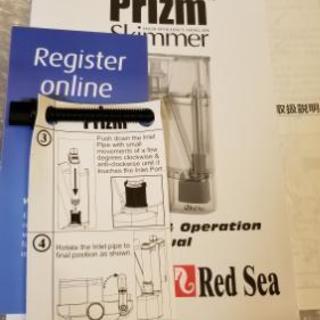 Prizm
Skimmer
Register
online
Prizm
3
Push down the Inlet
Pipe with small
movements of a few
degrees clockwise &
anti-clockwise until it
touches the Inlet Port
4
Rotate the Inlet pipe to
final position as shown.
Operation
Red Sea
取扱説明